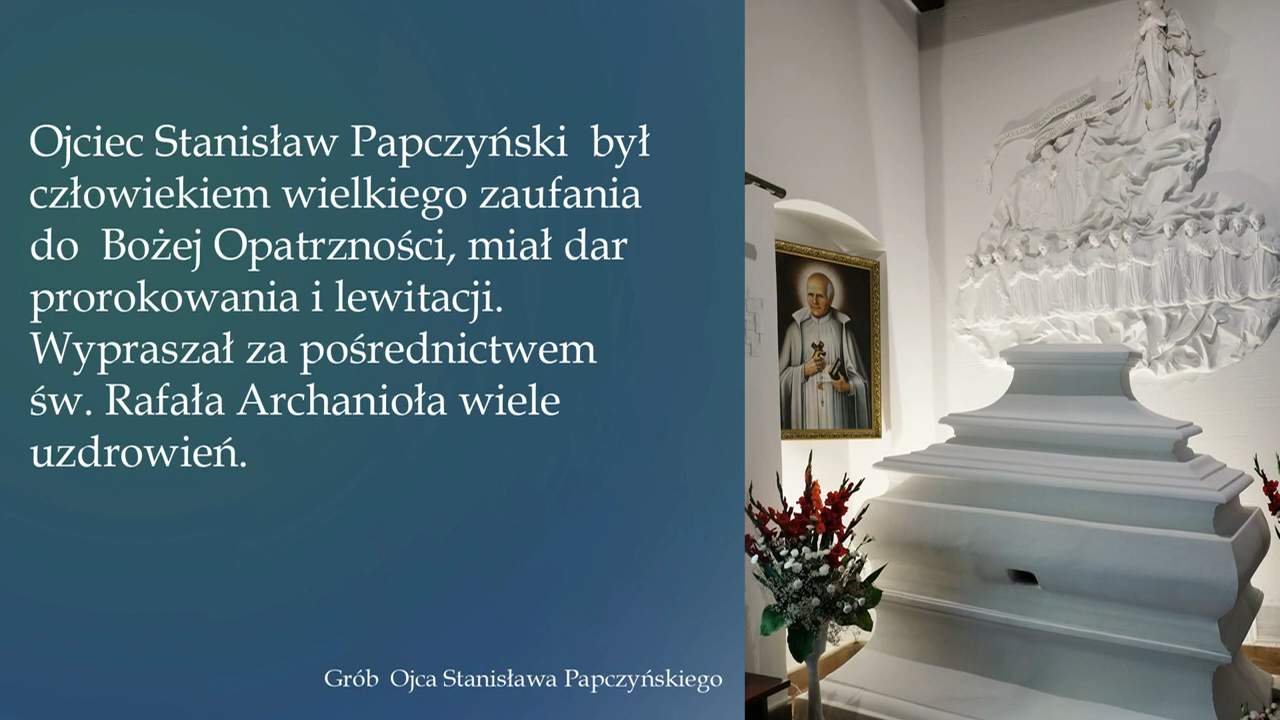 Ojciec Stanisław Papczyński  był
człowiekiem wielkiego zaufania
do  Bożej Opatrzności, miał dar
prorokowania i lewitacji.
Wypraszał za pośrednictwem
św. Rafała Archanioła wiele
uzdrowień.
Grób  Ojca Stanisława Papczyńskiego